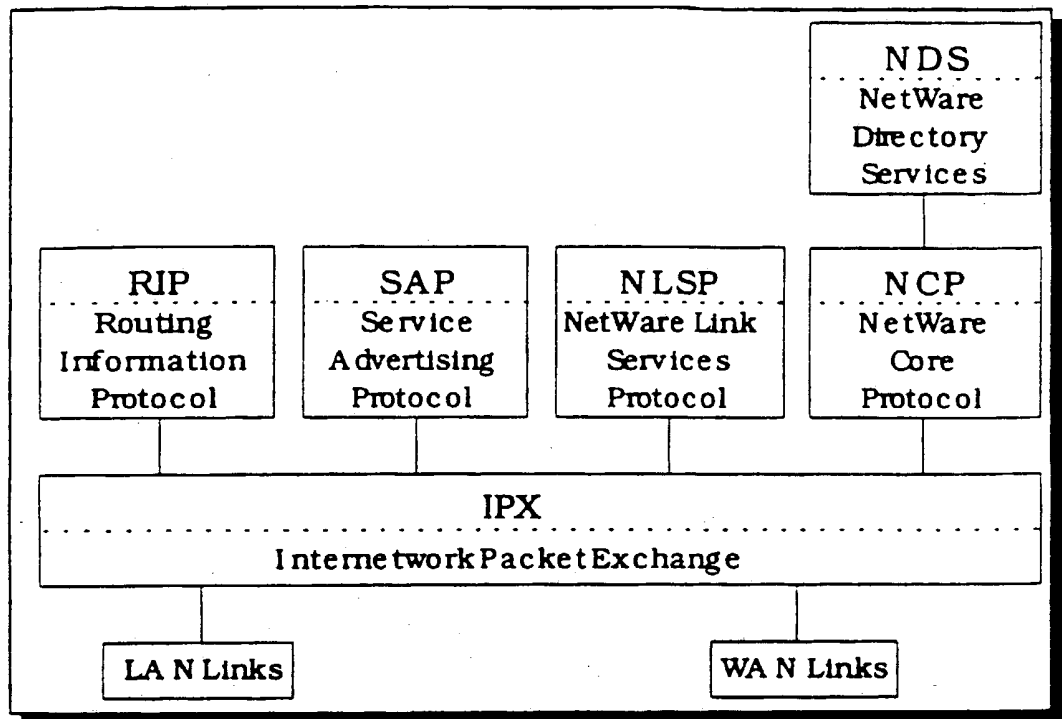 NDS
NetWare
Directory
Services
RIP
Routing
Information
Protocol
SAP
Service
Advertising
Protocol
NLSP
NetWare Link
Services
Protocol
NCP
NetWare
Core
Protocol
IPX
Internetwork Packet Exchange
LAN Links
WAN Links